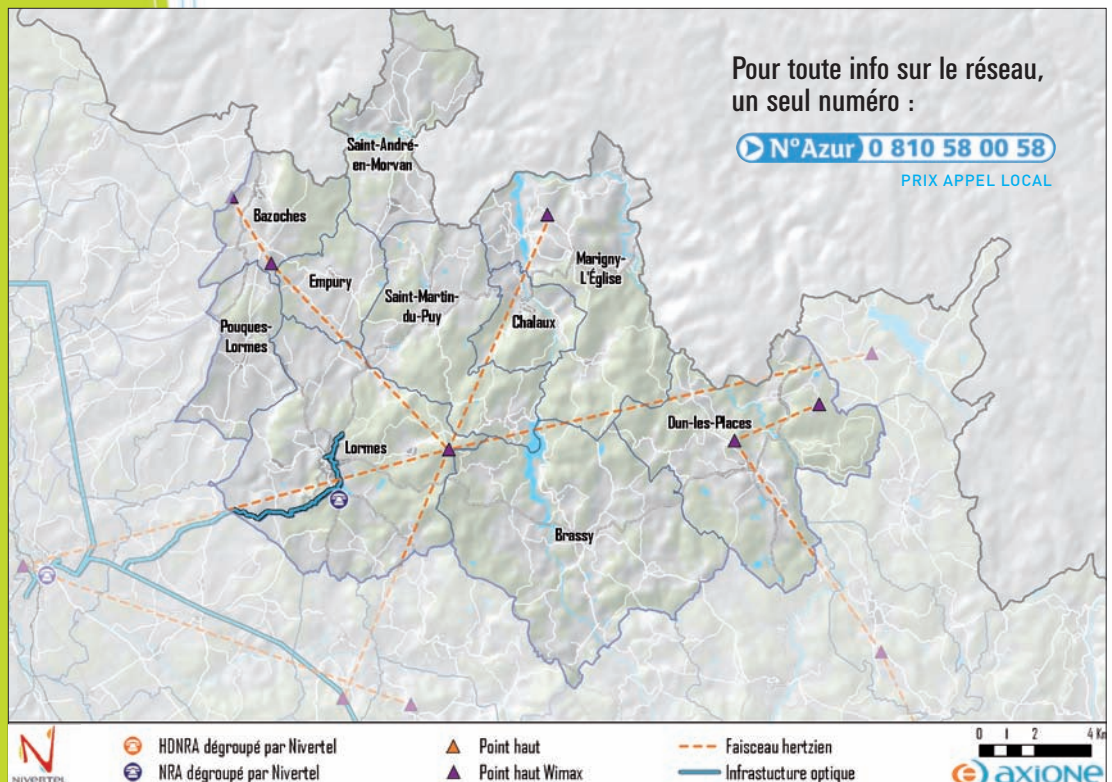 Pour toute info sur le réseau,
un seul numéro :
N°Azur 0 810 58 00 58
PRIX APPEL LOCAL
Saint-André-
en-Morvan
Bazoches
Empury
Saint-Martin-
du-Puy
Marigny-
L'Église
Chalaux
Pouques-
Lormes
Lormes
Dun-les-Places
Brassy
NIVERTEL
HDNRA dégroupé par Nivertel
NRA dégroupé par Nivertel
Point haut
Point haut Wimax
Faisceau hertzien
Infrastucture optique
0 1 2 4 Km
axione